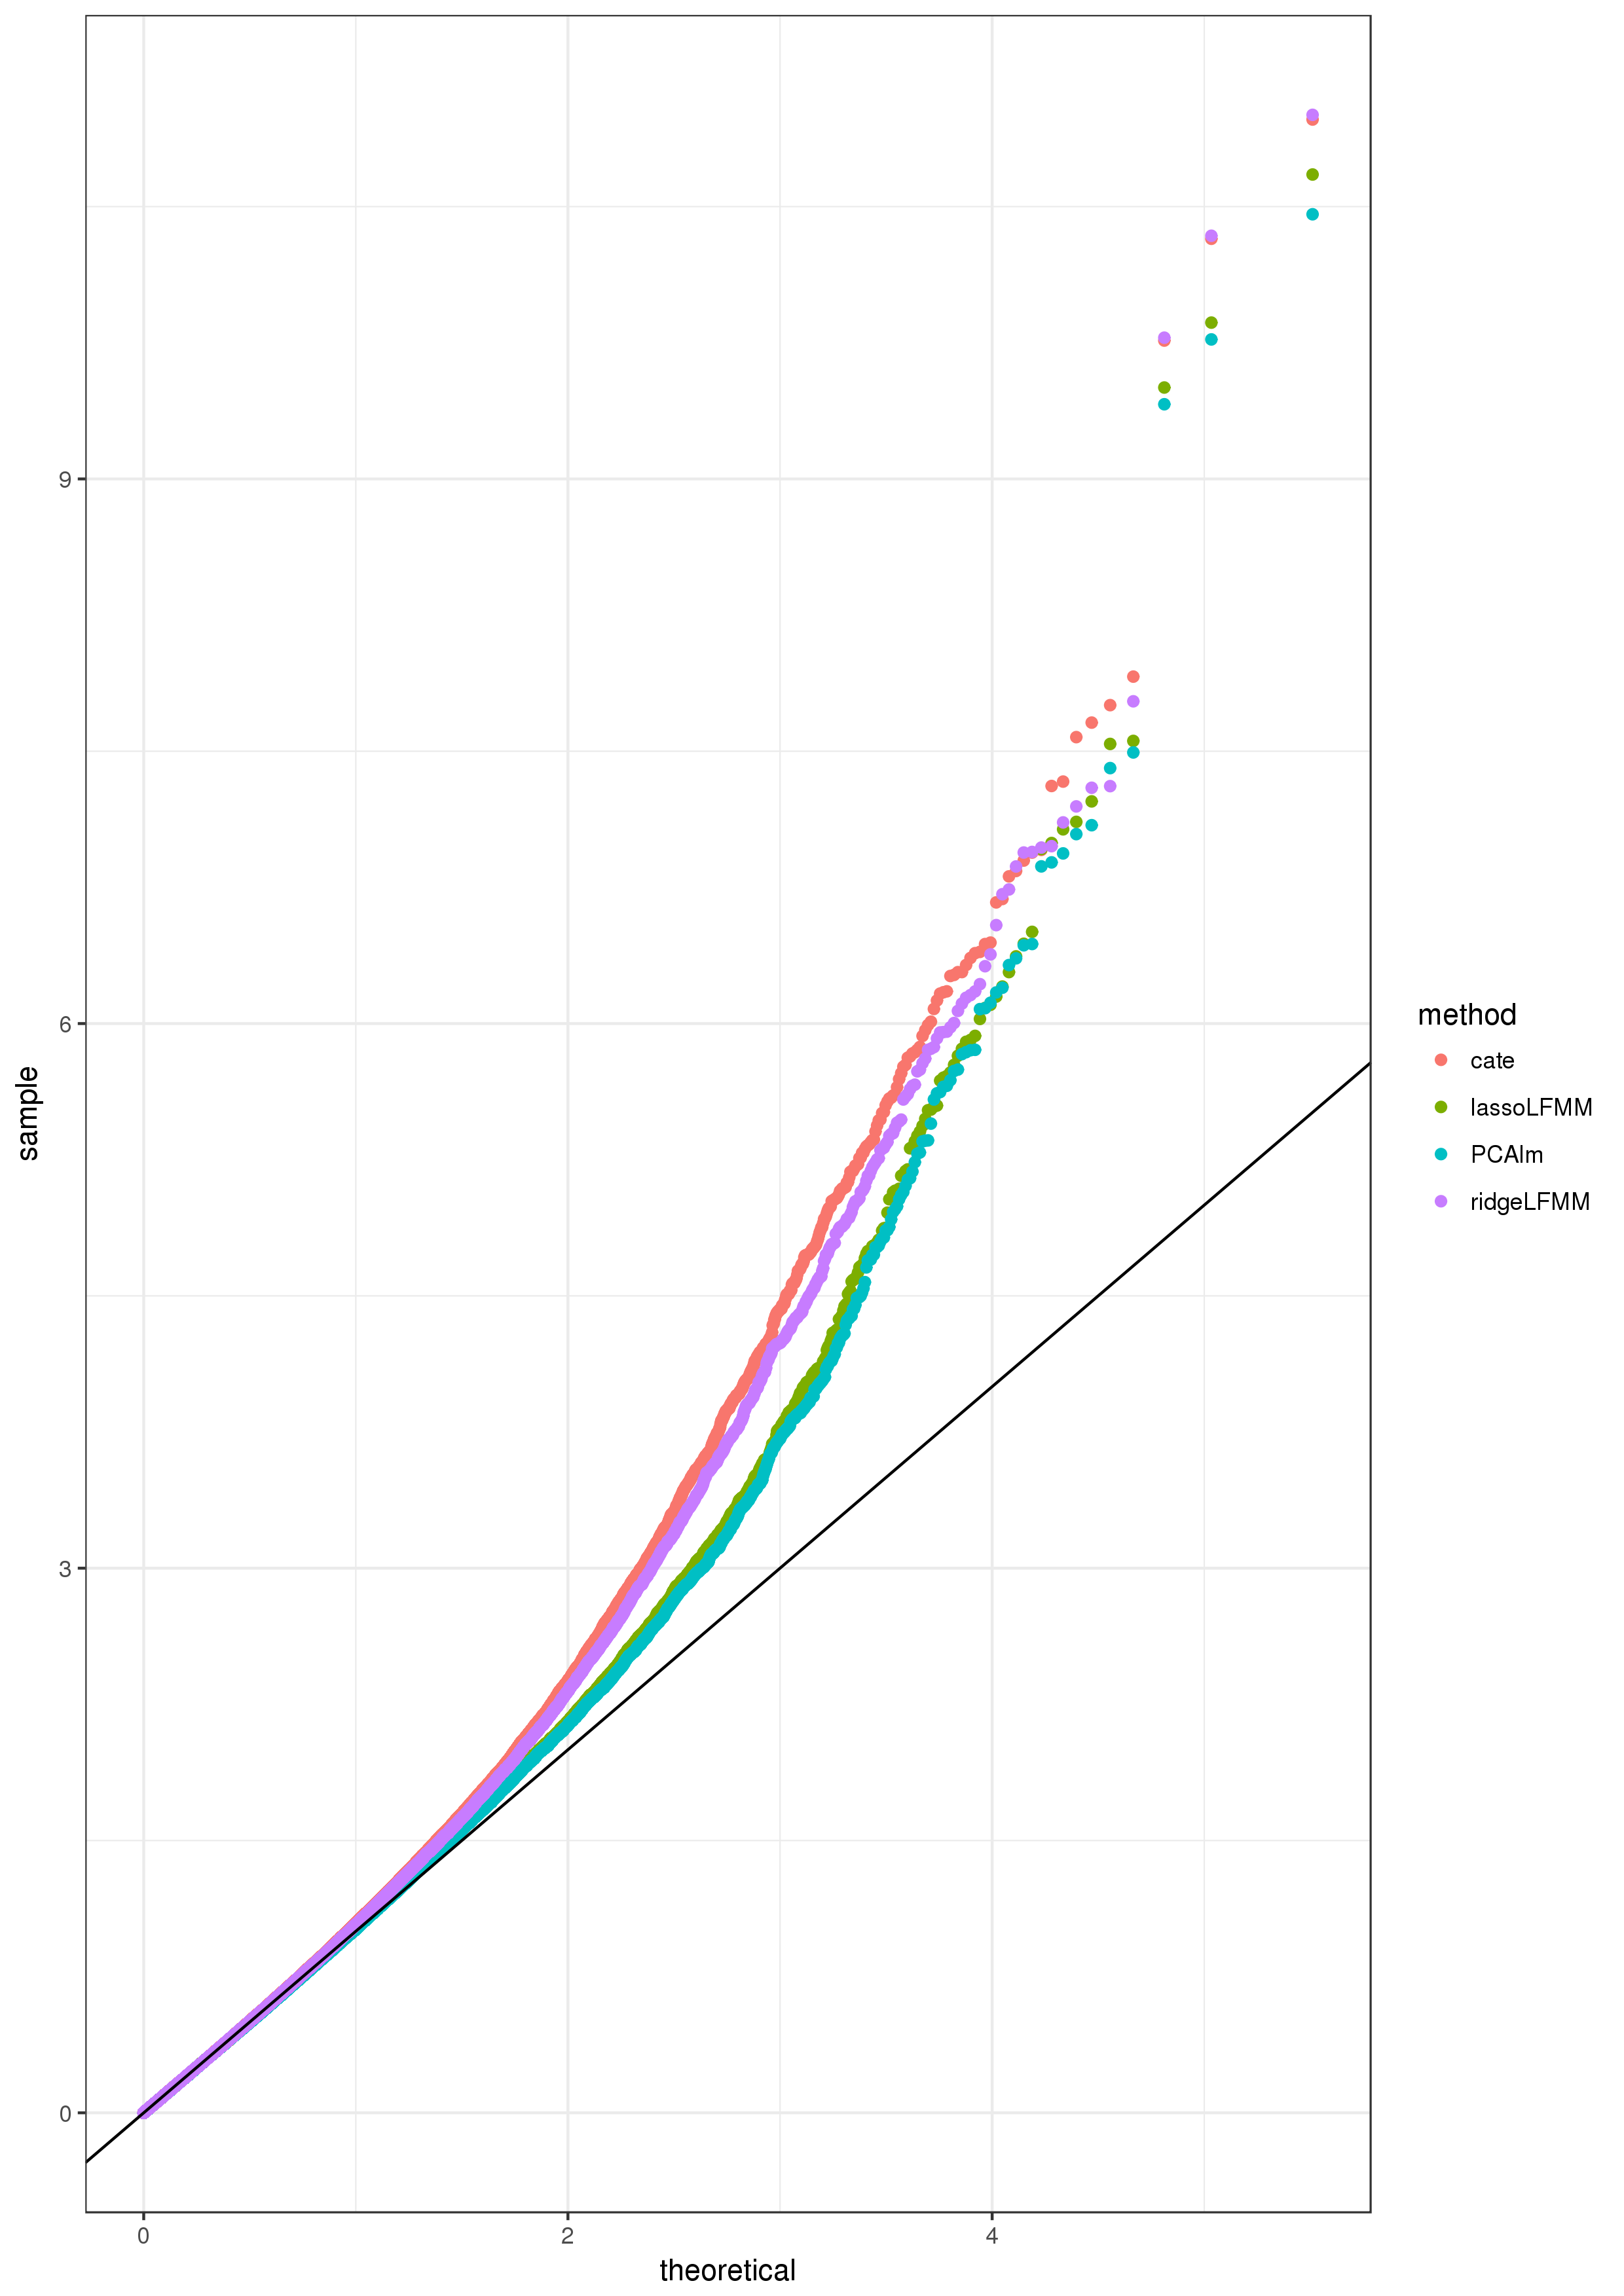 9
6
3
0
sample
0
2
4
theoretical
method
cate
lassoLFMM
PCAlm
ridgeLFMM